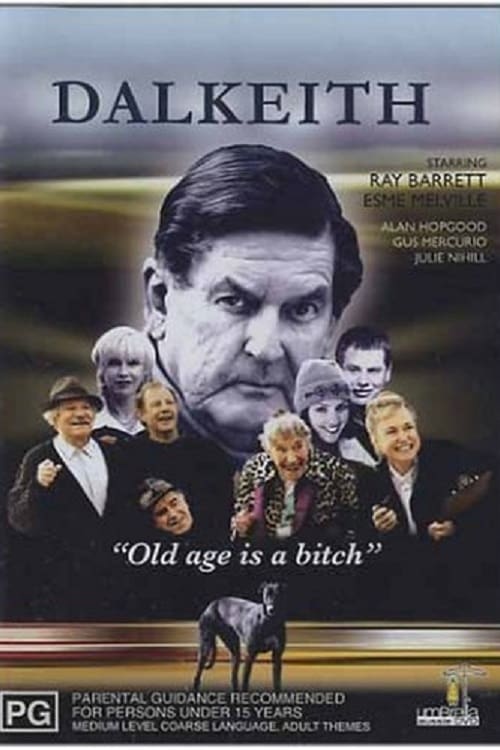 DALKEITH
STARRING
RAY BARRETT
ESME MELVILLE
ALAN HOPGOOD
GUS MERCURIO
JULIE NIHILL
“Old age is a bitch”
PG
PARENTAL GUIDANCE RECOMMENDED
FOR PERSONS UNDER 15 YEARS
MEDIUM LEVEL COARSE LANGUAGE, ADULT THEMES
umbrella
DVD